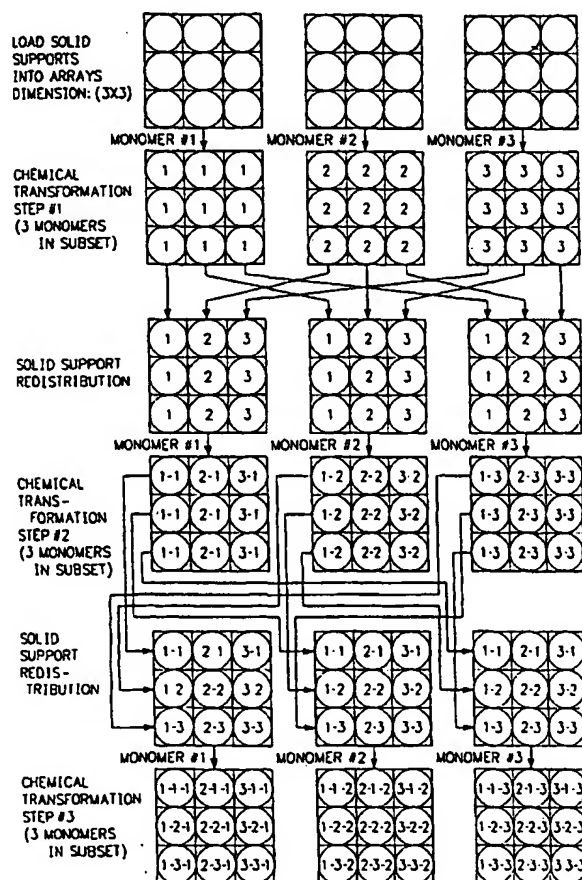 LOAD SOLID
SUPPORTS
INTO ARRAYS
DIMENSION: (3X3)
MONOMER #1 MONOMER #2 MONOMER #3
CHEMICAL
TRANSFORMATION
STEP #1
(3 MONOMERS
IN SUBSET)
1 1 1 2 2 2 3 3 3
1 1 1 2 2 2 3 3 3
1 1 1 2 2 2 3 3 3
SOLID SUPPORT
REDISTRIBUTION
1 2 3 1 2 3 1 2 3
1 2 3 1 2 3 1 2 3
1 2 3 1 2 3 1 2 3
MONOMER #1 MONOMER #2 MONOMER #3
CHEMICAL
TRANS-
FORMATION
STEP #2
(3 MONOMERS
IN SUBSET)
1-1 2-1 3-1 1-2 2-2 3-2 1-3 2-3 3-3
1-1 2-1 3-1 1-2 2-2 3-2 1-3 2-3 3-3
1-1 2-1 3-1 1-2 2-2 3-2 1-3 2-3 3-3
SOLID
SUPPORT
REDIS-
TRIBUTION
1-1 2-1 3-1 1-1 2-1 3-1 1-1 2-1 3-1
1-2 2-2 3-2 1-2 2-2 3-2 1-2 2-2 3-2
1-3 2-3 3-3 1-3 2-3 3-3 1-3 2-3 3-3
MONOMER #1 MONOMER #2 MONOMER #3
CHEMICAL
TRANSFORMATION
STEP #3
(3 MONOMERS
IN SUBSET)
1-1-1 2-1-1 3-1-1 1-1-2 2-1-2 3-1-2 1-1-3 2-1-3 3-1-3
1-2-1 2-2-1 3-2-1 1-2-2 2-2-2 3-2-2 1-2-3 2-2-3 3-2-3
1-3-1 2-3-1 3-3-1 1-3-2 2-3-2 3-3-2 1-3-3 2-3-3 3-3-3